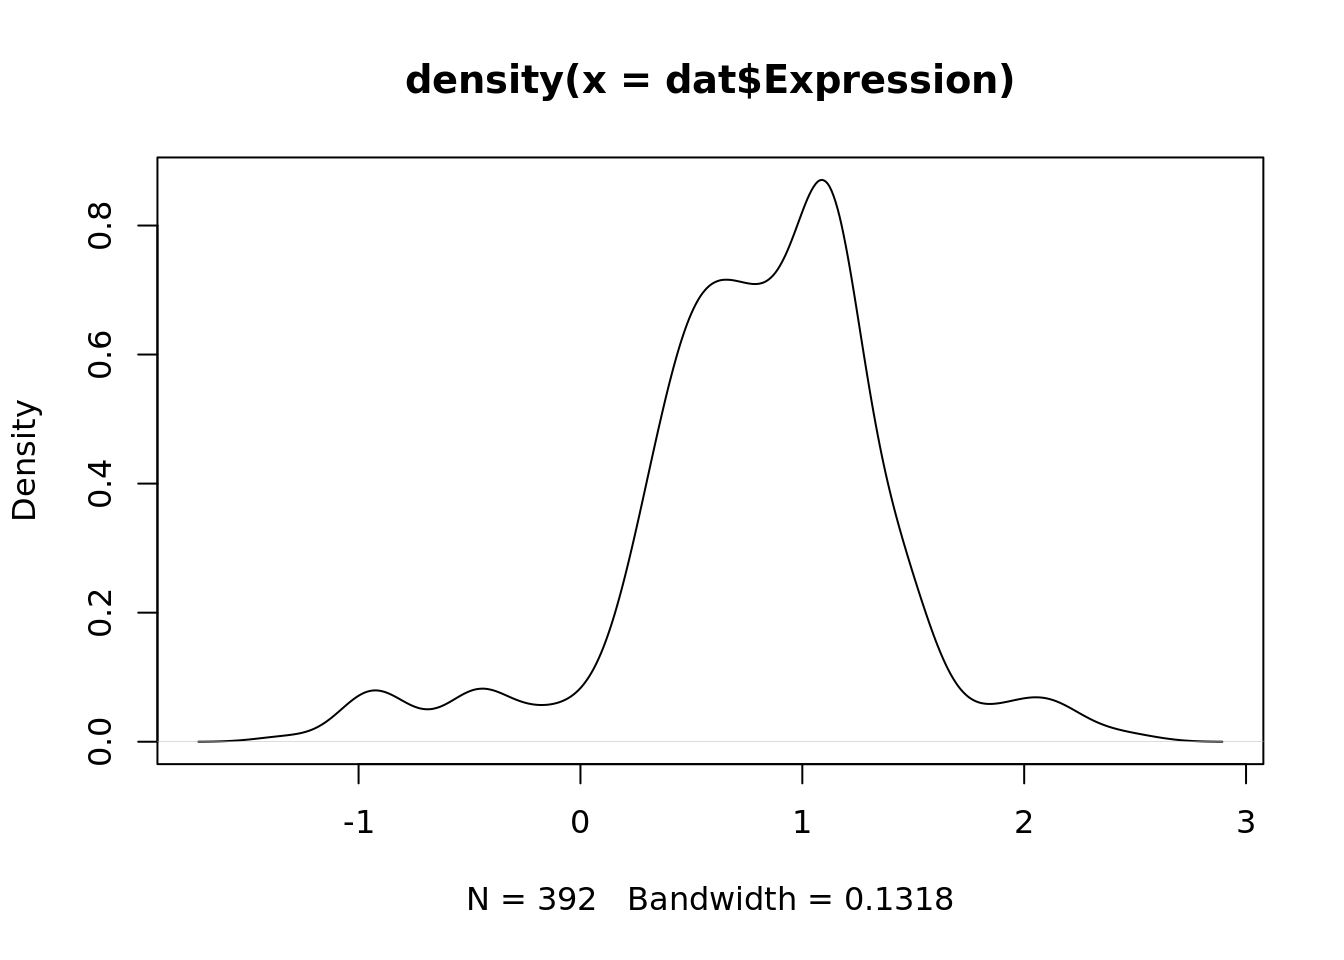 density(x = dat$Expression)
Density
0.8
0.6
0.4
0.2
0.0
-1 0 1 2 3
N = 392 Bandwidth = 0.1318